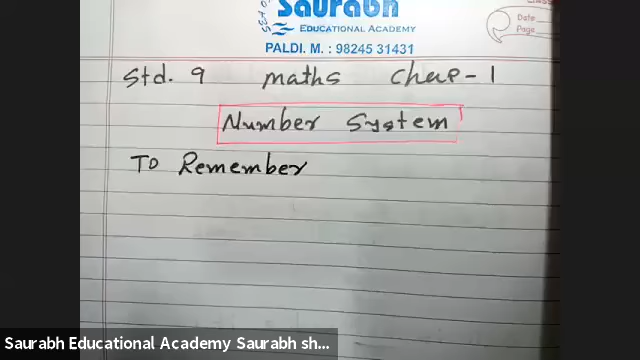 Saurabh
EDUCATIONAL ACADEMY
PALDI. M. : 98245 31431
Date
Page
Std. 9 maths Chap-1
Number System
To Remember
Saurabh Educational Academy Saurabh sh...